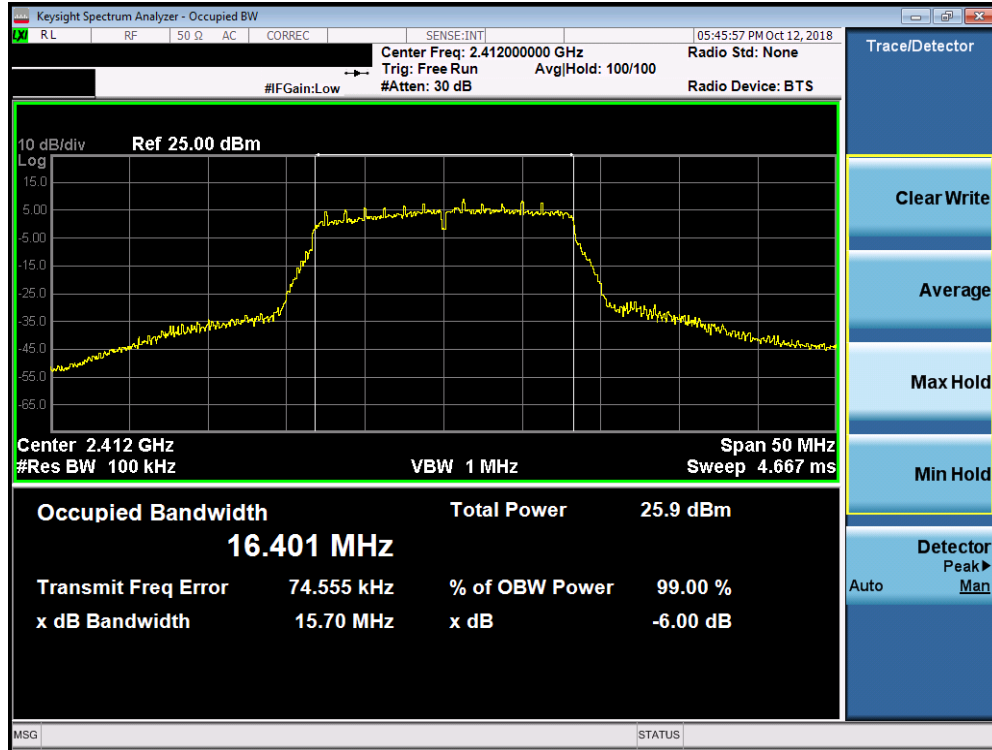 Keysight Spectrum Analyzer - Occupied BW
LXI RL RF 50 Ω AC CORREC SENSE:INT 05:45:57 PM Oct 12, 2018
Center Freq: 2.412000000 GHz Radio Std: None
Trig: Free Run Avg|Hold: 100/100
#IFGain:Low #Atten: 30 dB Radio Device: BTS
10 dB/div Ref 25.00 dBm
Log
15.0
5.00
-5.00
-15.0
-25.0
-35.0
-45.0
-55.0
-65.0
Center 2.412 GHz Span 50 MHz
#Res BW 100 kHz VBW 1 MHz Sweep 4.667 ms
Occupied Bandwidth Total Power 25.9 dBm
16.401 MHz
Transmit Freq Error 74.555 kHz % of OBW Power 99.00 %
x dB Bandwidth 15.70 MHz x dB -6.00 dB
MSG STATUS
Trace/Detector
Clear Write
Average
Max Hold
Min Hold
Detector
Peak▶
Auto Man